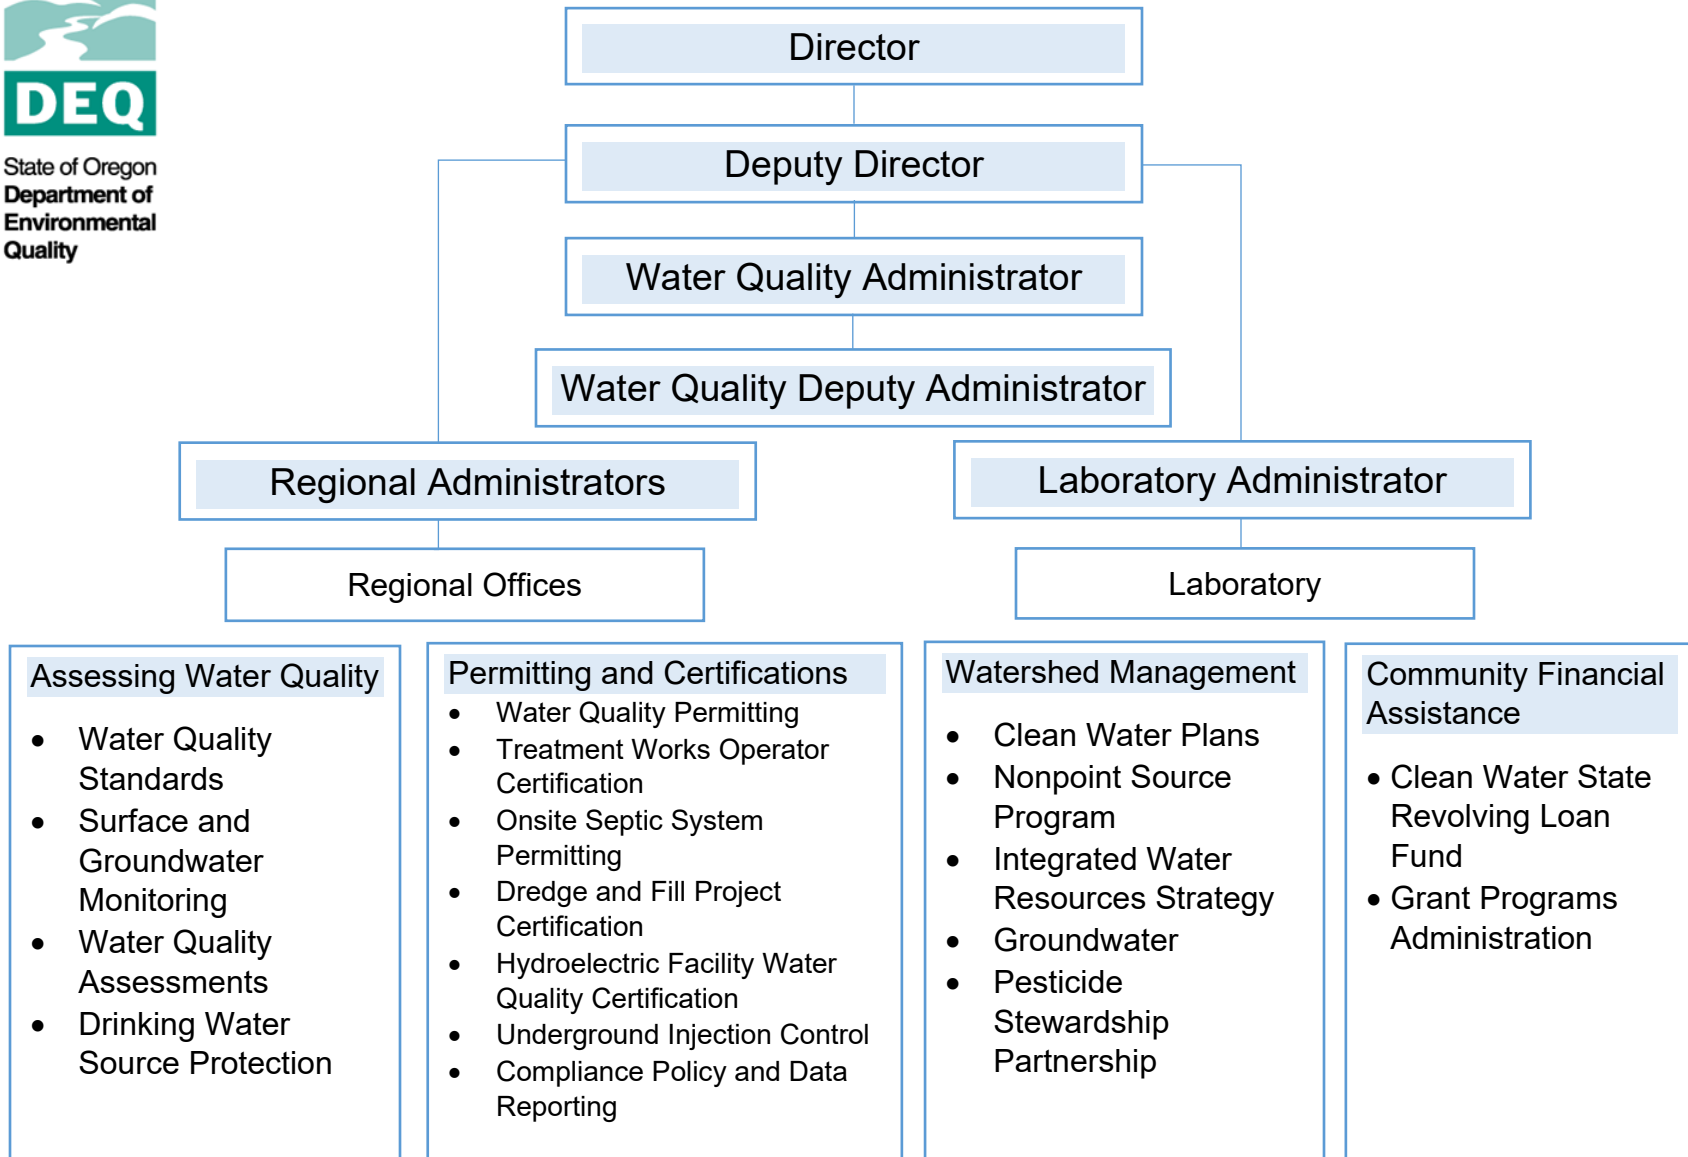 DEQ
State of Oregon
Department of
Environmental
Quality
Director
Deputy Director
Water Quality Administrator
Water Quality Deputy Administrator
Regional Administrators
Laboratory Administrator
Regional Offices
Laboratory
Assessing Water Quality
• Water Quality
Standards
• Surface and
Groundwater
Monitoring
• Water Quality
Assessments
• Drinking Water
Source Protection
Permitting and Certifications
• Water Quality Permitting
• Treatment Works Operator
Certification
• Onsite Septic System
Permitting
• Dredge and Fill Project
Certification
• Hydroelectric Facility Water
Quality Certification
• Underground Injection Control
• Compliance Policy and Data
Reporting
Watershed Management
• Clean Water Plans
• Nonpoint Source
Program
• Integrated Water
Resources Strategy
• Groundwater
• Pesticide
Stewardship
Partnership
Community Financial
Assistance
• Clean Water State
Revolving Loan
Fund
• Grant Programs
Administration